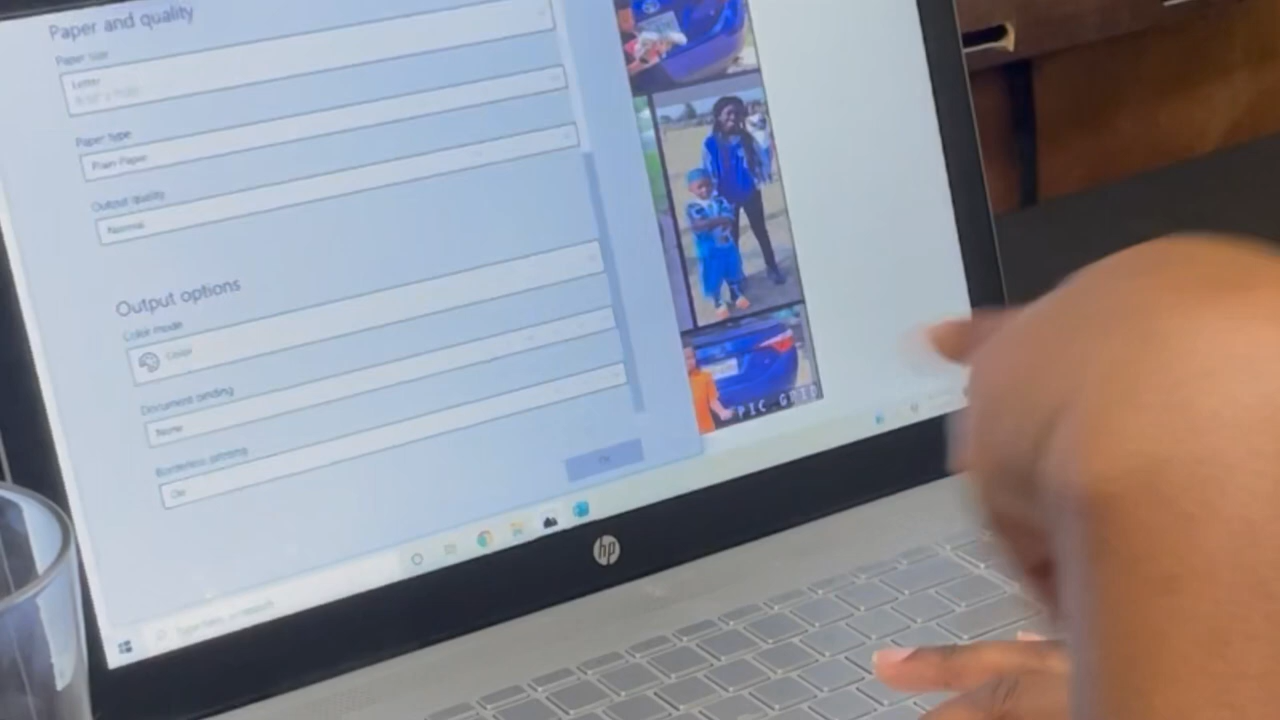 Paper and quality
Paper size
Letter
Paper type
Plain Paper
Output Quality
Normal
Output options
Color mode
Color
Document binding
None
Borderless printing
On
PIC GRID
hp